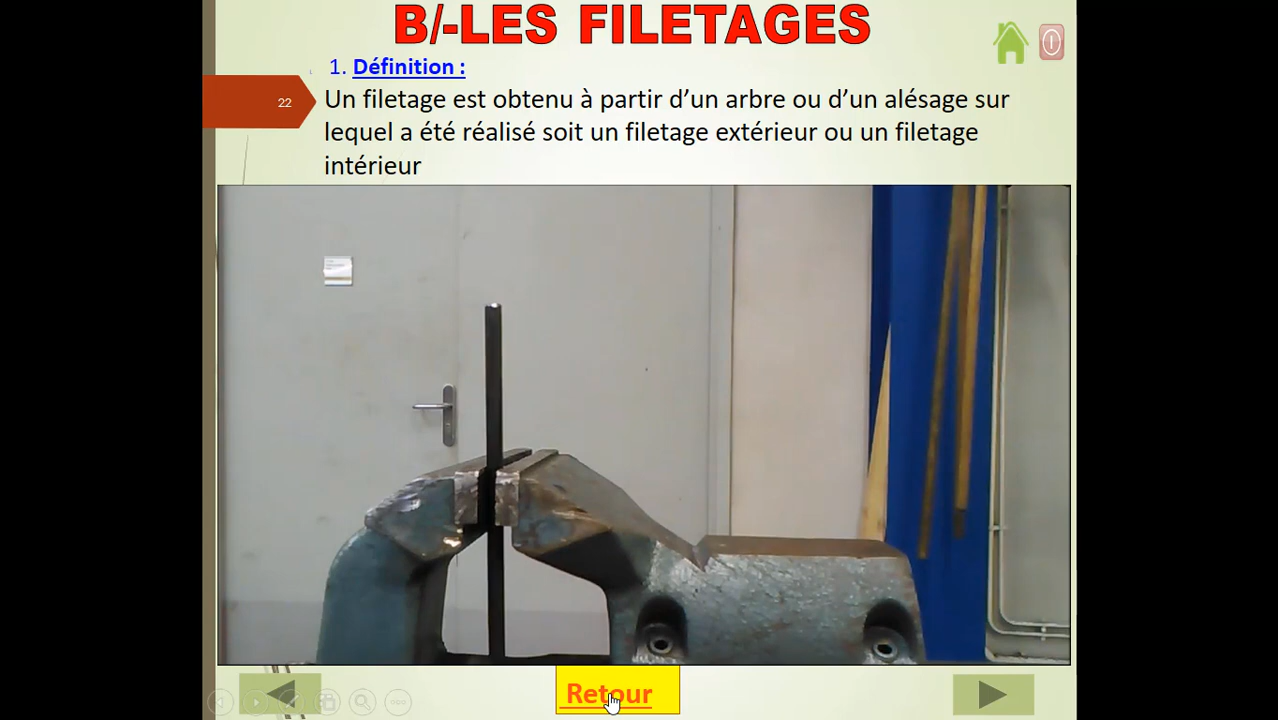 B/-LES FILETAGES
1. Définition :
22
Un filetage est obtenu à partir d’un arbre ou d’un alésage sur
lequel a été réalisé soit un filetage extérieur ou un filetage
intérieur
Retour